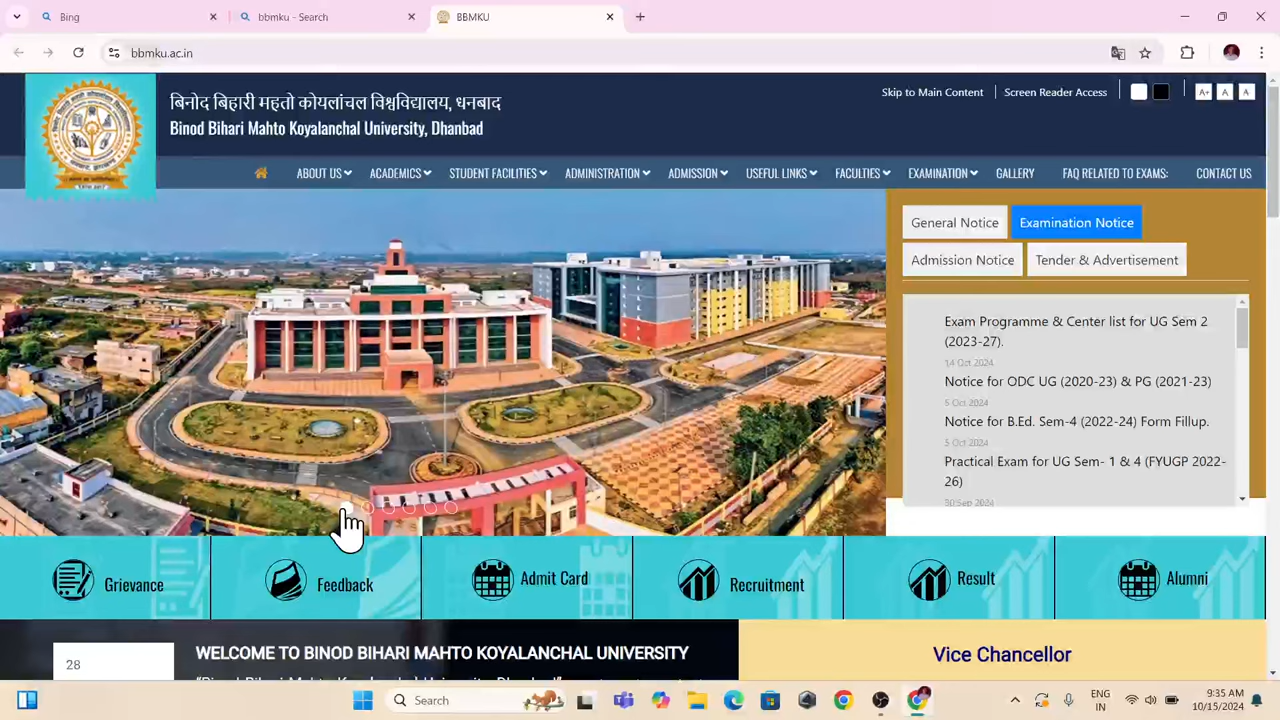 Bing
bbmku - Search
BBMKU
bbmku.ac.in
बिनोद बिहारी महतो कोयलांचल विश्वविद्यालय, धनबाद
Binod Bihari Mahto Koyalanchal University, Dhanbad
Skip to Main Content
Screen Reader Access
A+ A A
ABOUT US ACADEMICS STUDENT FACILITIES ADMINISTRATION ADMISSION USEFUL LINKS FACULTIES EXAMINATION GALLERY FAQ RELATED TO EXAMS: CONTACT US
General Notice Examination Notice
Admission Notice Tender & Advertisement
Exam Programme & Center list for UG Sem 2
(2023-27).
14 Oct 2024
Notice for ODC UG (2020-23) & PG (2021-23)
5 Oct 2024
Notice for B.Ed. Sem-4 (2022-24) Form Fillup.
5 Oct 2024
Practical Exam for UG Sem- 1 & 4 (FYUGP 2022-
26)
30 Sep 2024
Grievance Feedback Admit Card Recruitment Result Alumni
28
WELCOME TO BINOD BIHARI MAHTO KOYALANCHAL UNIVERSITY
Vice Chancellor
Search
ENG
IN
9:35 AM
10/15/2024